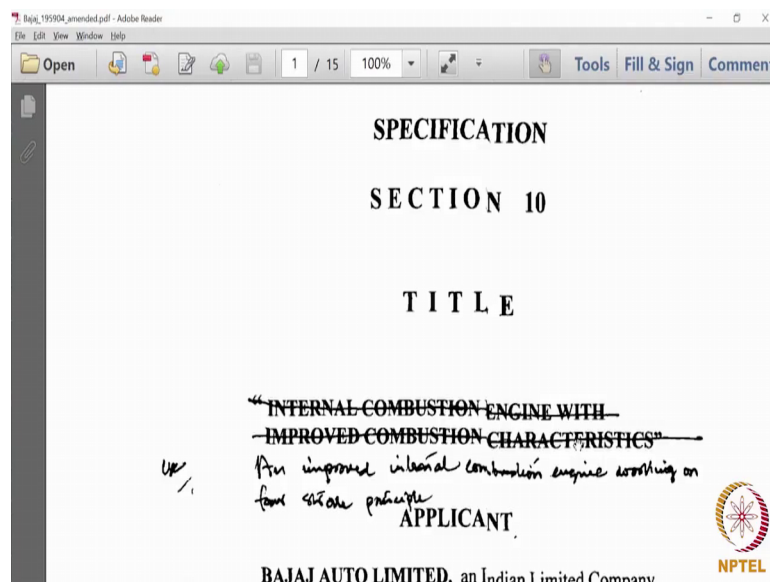 Bajaj_195904_amended.pdf - Adobe Reader
File Edit View Window Help
Open 1 / 15 100% Tools Fill & Sign Commen
SPECIFICATION
SECTION 10
TITLE
"INTERNAL COMBUSTION ENGINE WITH
IMPROVED COMBUSTION CHARACTERISTICS"
An improved internal combustion engine working on
four stroke principle
APPLICANT
BAJAJ AUTO LIMITED, an Indian Limited Company
NPTEL